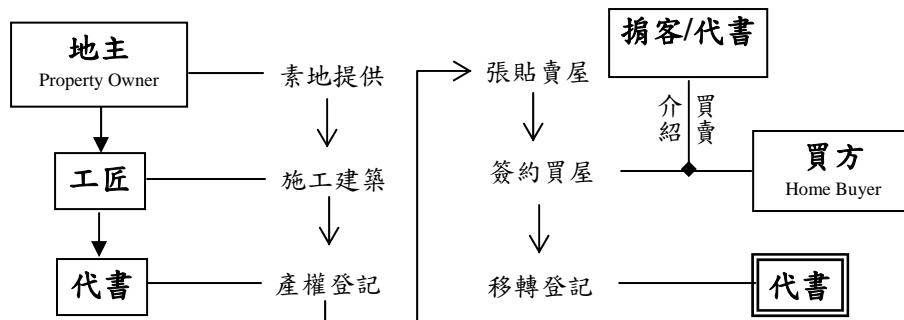 地主
Property Owner
素地提供
工匠
施工建築
代書
產權登記
張貼賣屋
掮客/代書
介紹
買賣
簽約買屋
買方
Home Buyer
移轉登記
代書